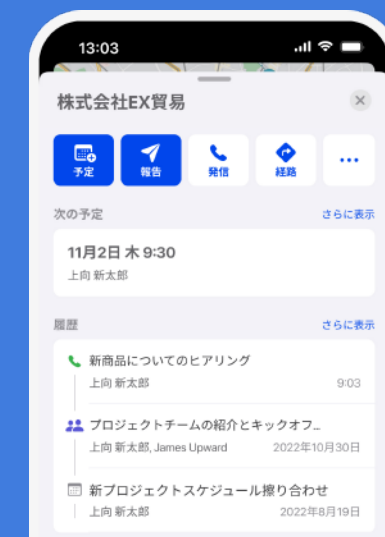 13:03
株式会社EX貿易
予定 報告 発信 経路
次の予定 さらに表示
11月2日 木 9:30
上向 新太郎
履歴 さらに表示
新商品についてのヒアリング
上向 新太郎 9:03
プロジェクトチームの紹介とキックオフ...
上向 新太郎, James Upward 2022年10月30日
新プロジェクトスケジュール擦り合わせ
上向 新太郎 2022年8月19日